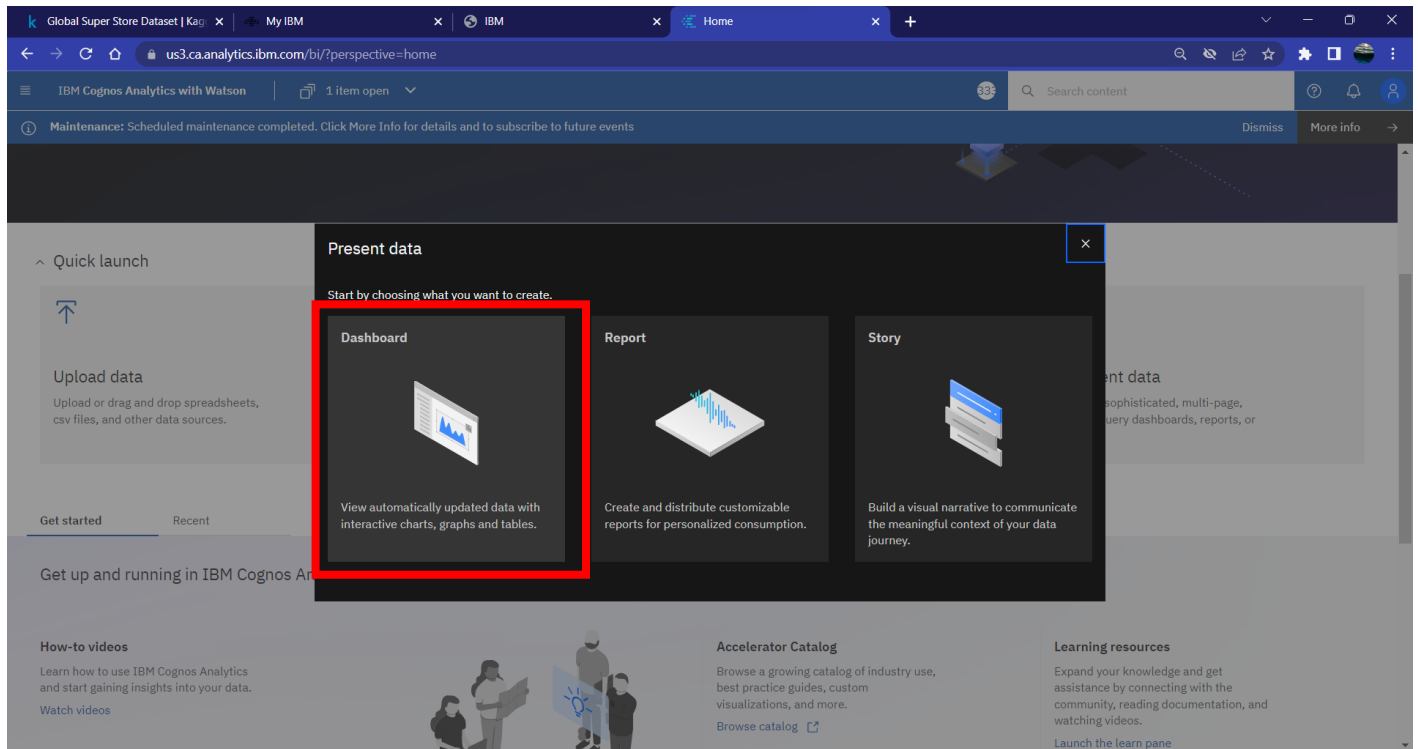 Global Super Store Dataset | Kag
My IBM
IBM
Home
us3.ca.analytics.ibm.com/bi/?perspective=home
IBM Cognos Analytics with Watson
1 item open
Search content
Maintenance: Scheduled maintenance completed. Click More Info for details and to subscribe to future events
Dismiss
More info
Quick launch
Upload data
Upload or drag and drop spreadsheets,
csv files, and other data sources.
Present data
Start by choosing what you want to create.
Dashboard
View automatically updated data with
interactive charts, graphs and tables.
Report
Create and distribute customizable
reports for personalized consumption.
Story
Build a visual narrative to communicate
the meaningful context of your data
journey.
ent data
sophisticated, multi-page,
uery dashboards, reports, or
Get started
Recent
Get up and running in IBM Cognos An
How-to videos
Learn how to use IBM Cognos Analytics
and start gaining insights into your data.
Watch videos
Accelerator Catalog
Browse a growing catalog of industry use,
best practice guides, custom
visualizations, and more.
Browse catalog
Learning resources
Expand your knowledge and get
assistance by connecting with the
community, reading documentation, and
watching videos.
Launch the learn pane